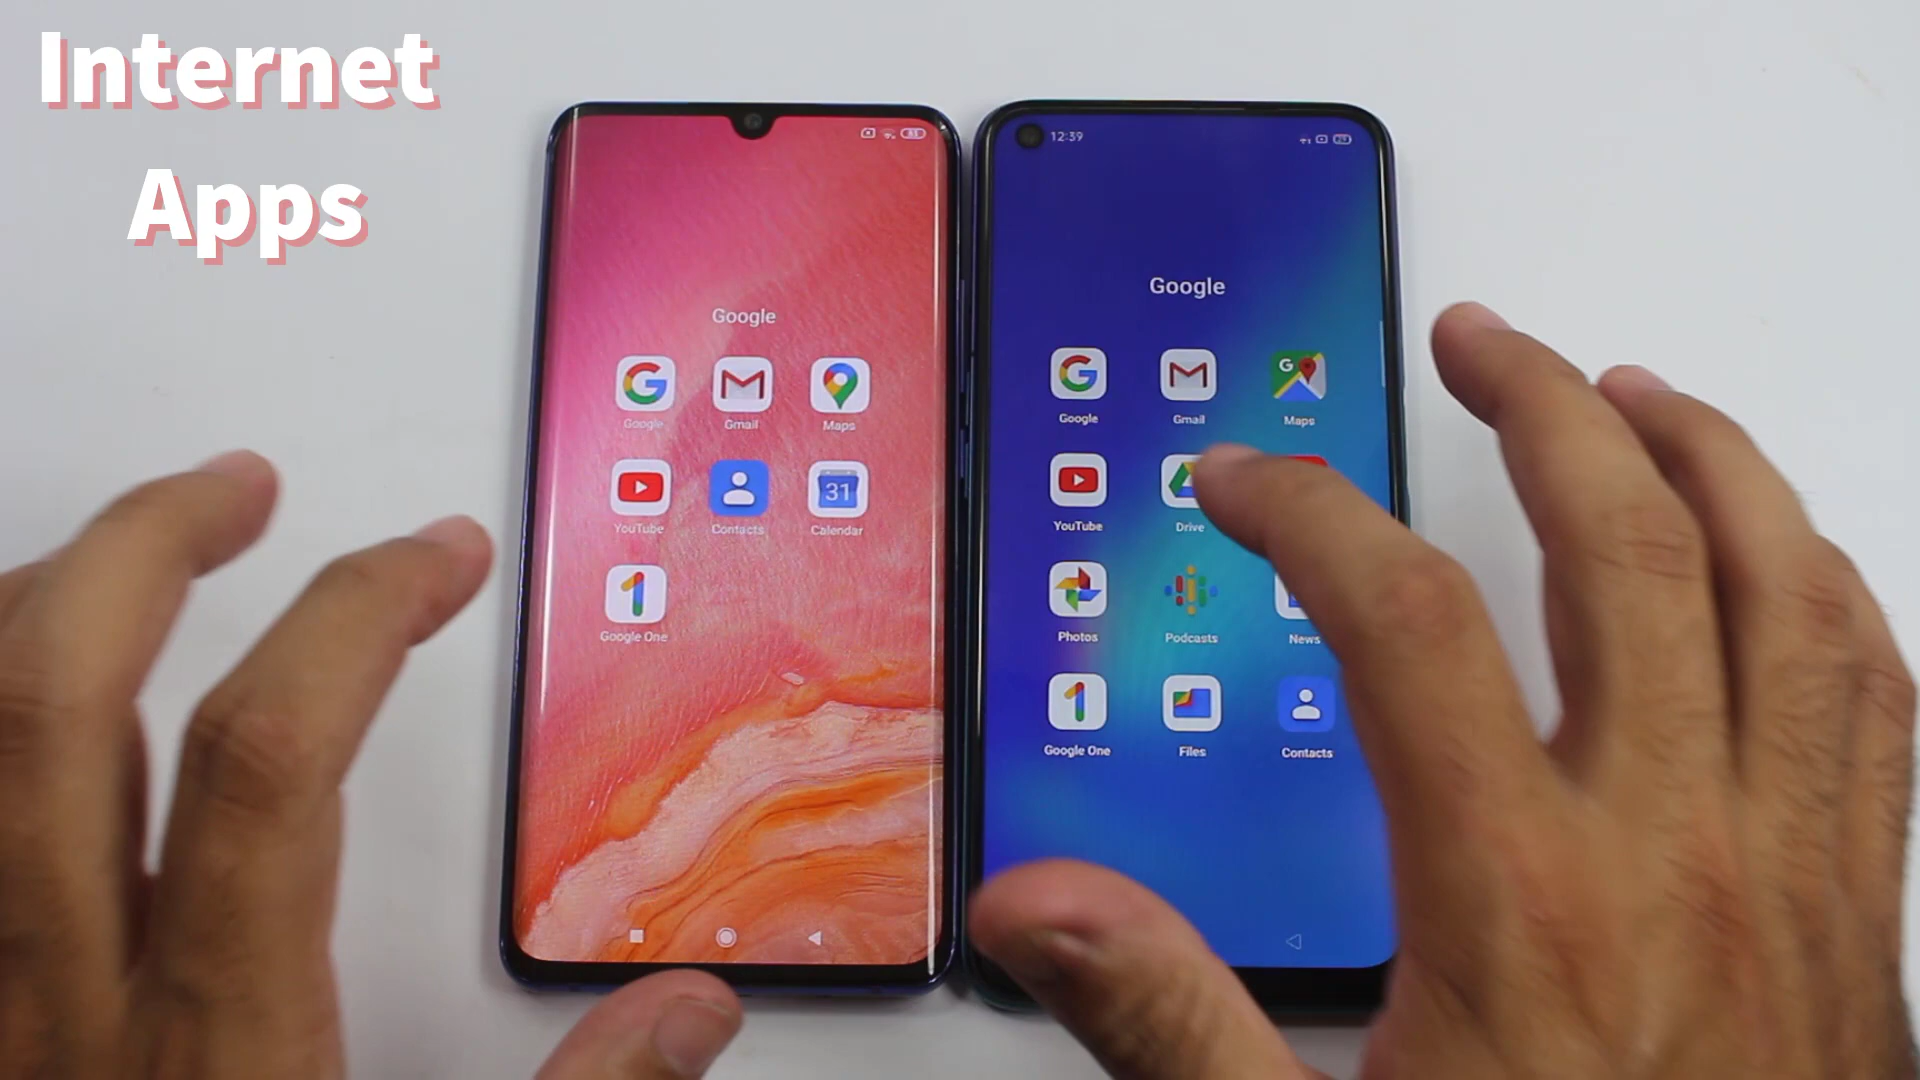 Internet
Apps
Google
Google
Gmail
Maps
YouTube
Contacts
Calendar
31
Google One
12:39
Google
Google
Gmail
Maps
YouTube
Drive
Photos
Podcasts
News
Google One
Files
Contacts